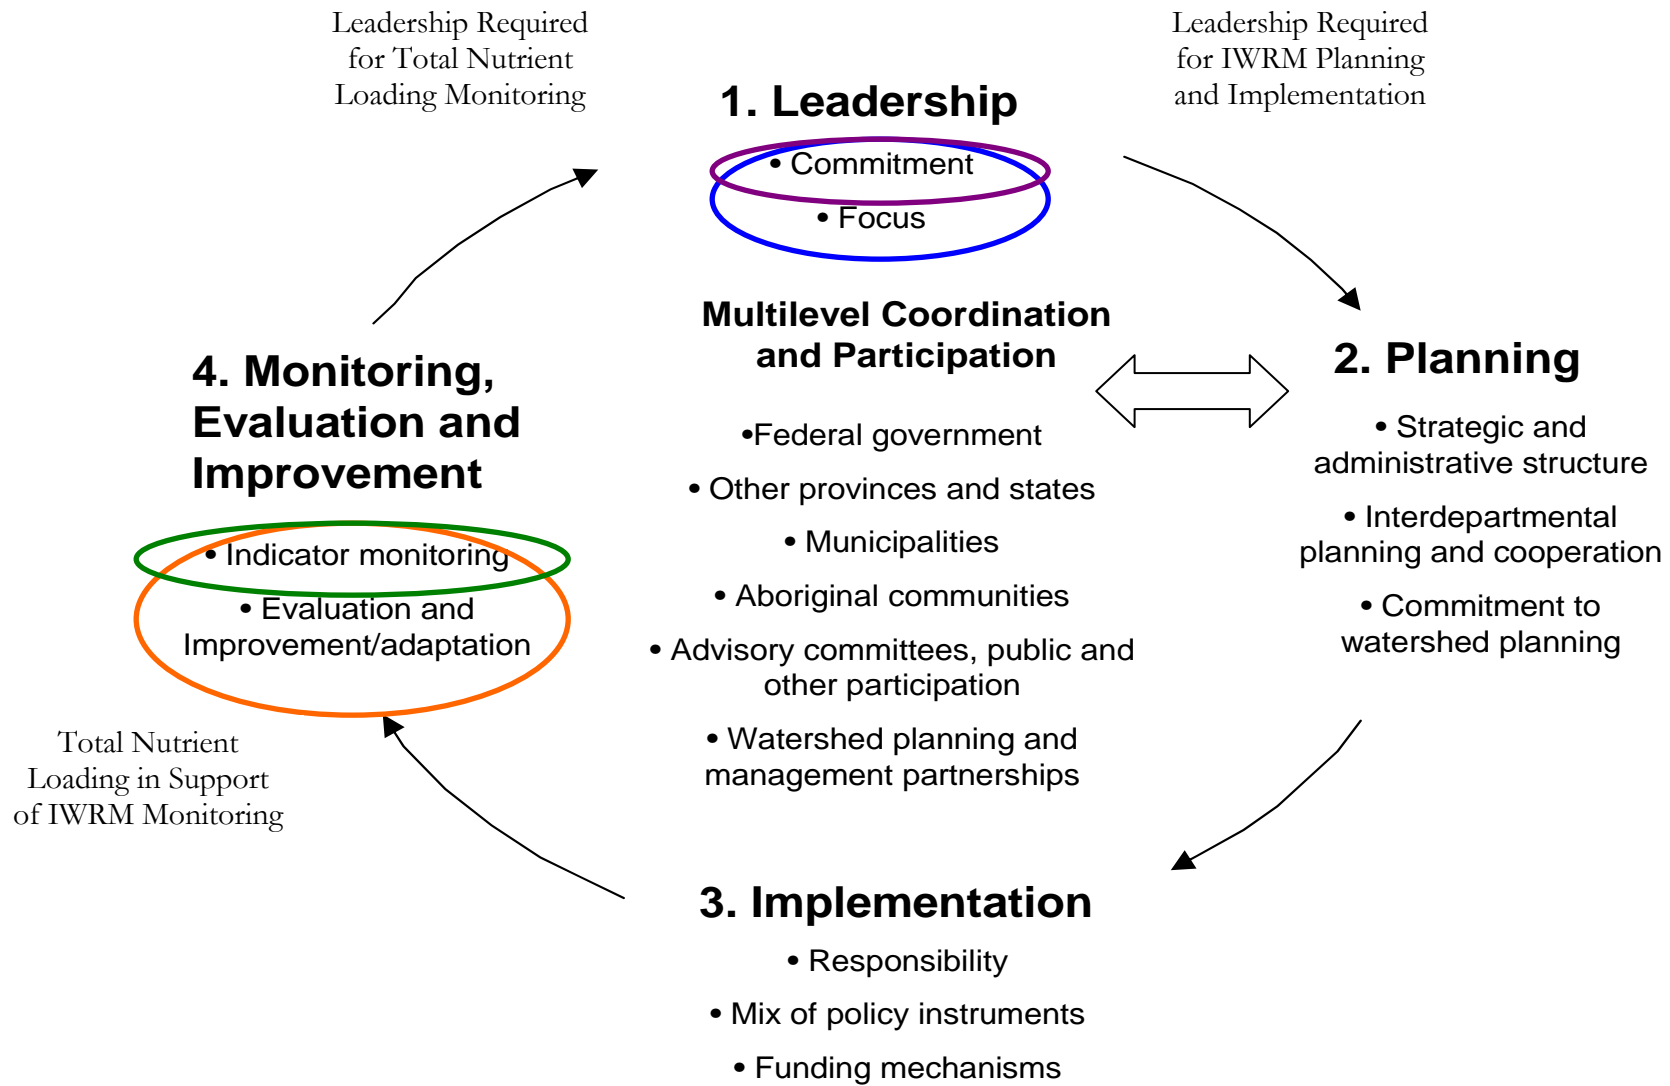 Leadership Required
for Total Nutrient
Loading Monitoring
Leadership Required
for IWRM Planning
and Implementation
1. Leadership
• Commitment
• Focus
Multilevel Coordination
and Participation
•Federal government
• Other provinces and states
• Municipalities
• Aboriginal communities
• Advisory committees, public and
other participation
• Watershed planning and
management partnerships
2. Planning
• Strategic and
administrative structure
• Interdepartmental
planning and cooperation
• Commitment to
watershed planning
3. Implementation
• Responsibility
• Mix of policy instruments
• Funding mechanisms
4. Monitoring,
Evaluation and
Improvement
• Indicator monitoring
• Evaluation and
Improvement/adaptation
Total Nutrient
Loading in Support
of IWRM Monitoring